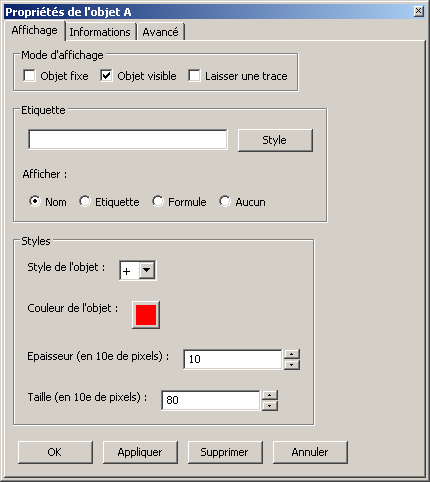 Propriétés de l'objet A
Affichage Informations Avancé
Mode d'affichage
Objet fixe Objet visible Laisser une trace
Etiquette
Style
Afficher :
Nom Etiquette Formule Aucun
Styles
Style de l'objet : +
Couleur de l'objet :
Epaisseur (en 10e de pixels) : 10
Taille (en 10e de pixels) : 80
OK Appliquer Supprimer Annuler